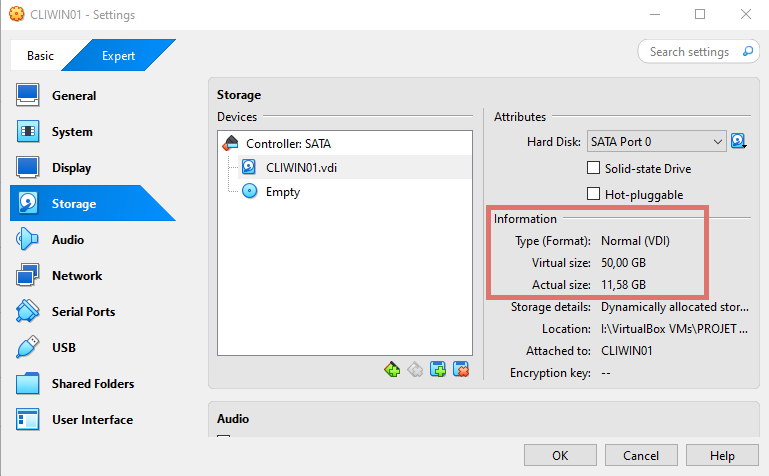 CLIWIN01 - Settings
Basic Expert Search settings
General
System
Display
Storage
Audio
Network
Serial Ports
USB
Shared Folders
User Interface
Storage
Devices
Controller: SATA
CLIWIN01.vdi
Empty
Attributes
Hard Disk: SATA Port 0
Solid-state Drive
Hot-pluggable
Information
Type (Format): Normal (VDI)
Virtual size: 50,00 GB
Actual size: 11,58 GB
Storage details: Dynamically allocated stor...
Location: I:\VirtualBox VMs\PROJET ...
Attached to: CLIWIN01
Encryption key: --
Audio
OK Cancel Help